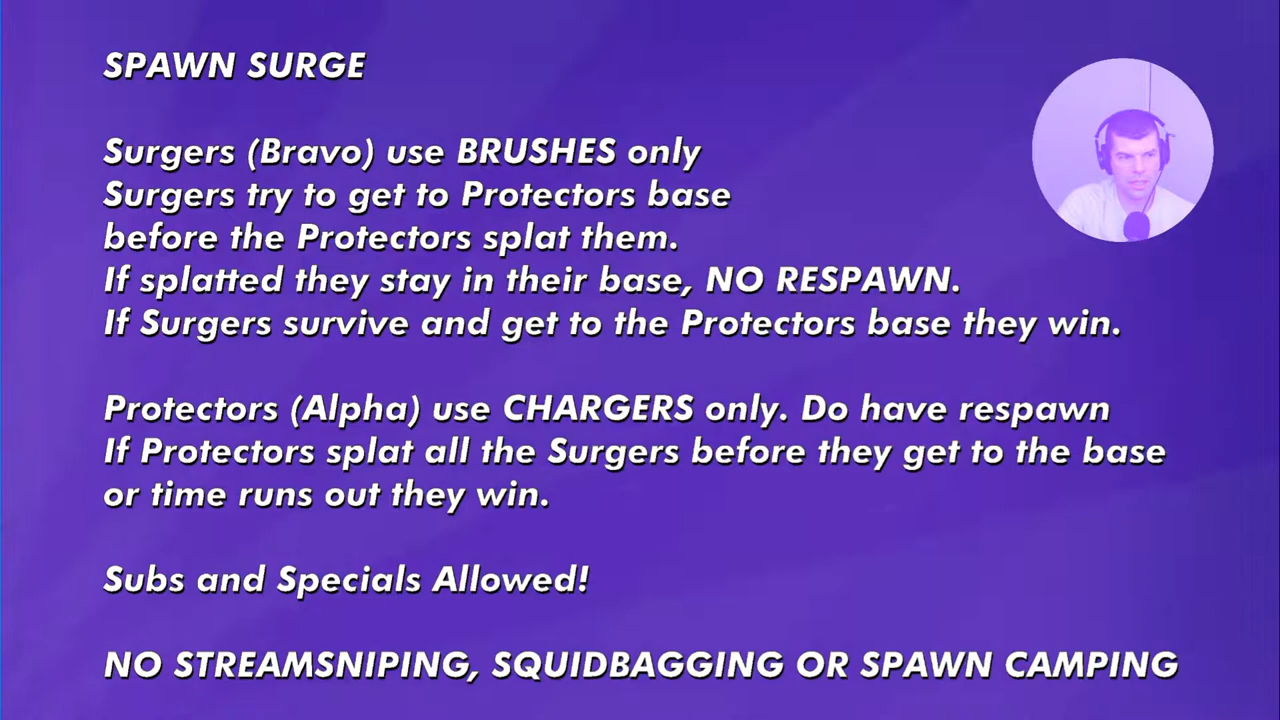 SPAWN SURGE
Surgers (Bravo) use BRUSHES only
Surgers try to get to Protectors base
before the Protectors splat them.
If splatted they stay in their base, NO RESPAWN.
If Surgers survive and get to the Protectors base they win.
Protectors (Alpha) use CHARGERS only. Do have respawn
If Protectors splat all the Surgers before they get to the base
or time runs out they win.
Subs and Specials Allowed!
NO STREAMSNIPING, SQUIDBAGGING OR SPAWN CAMPING